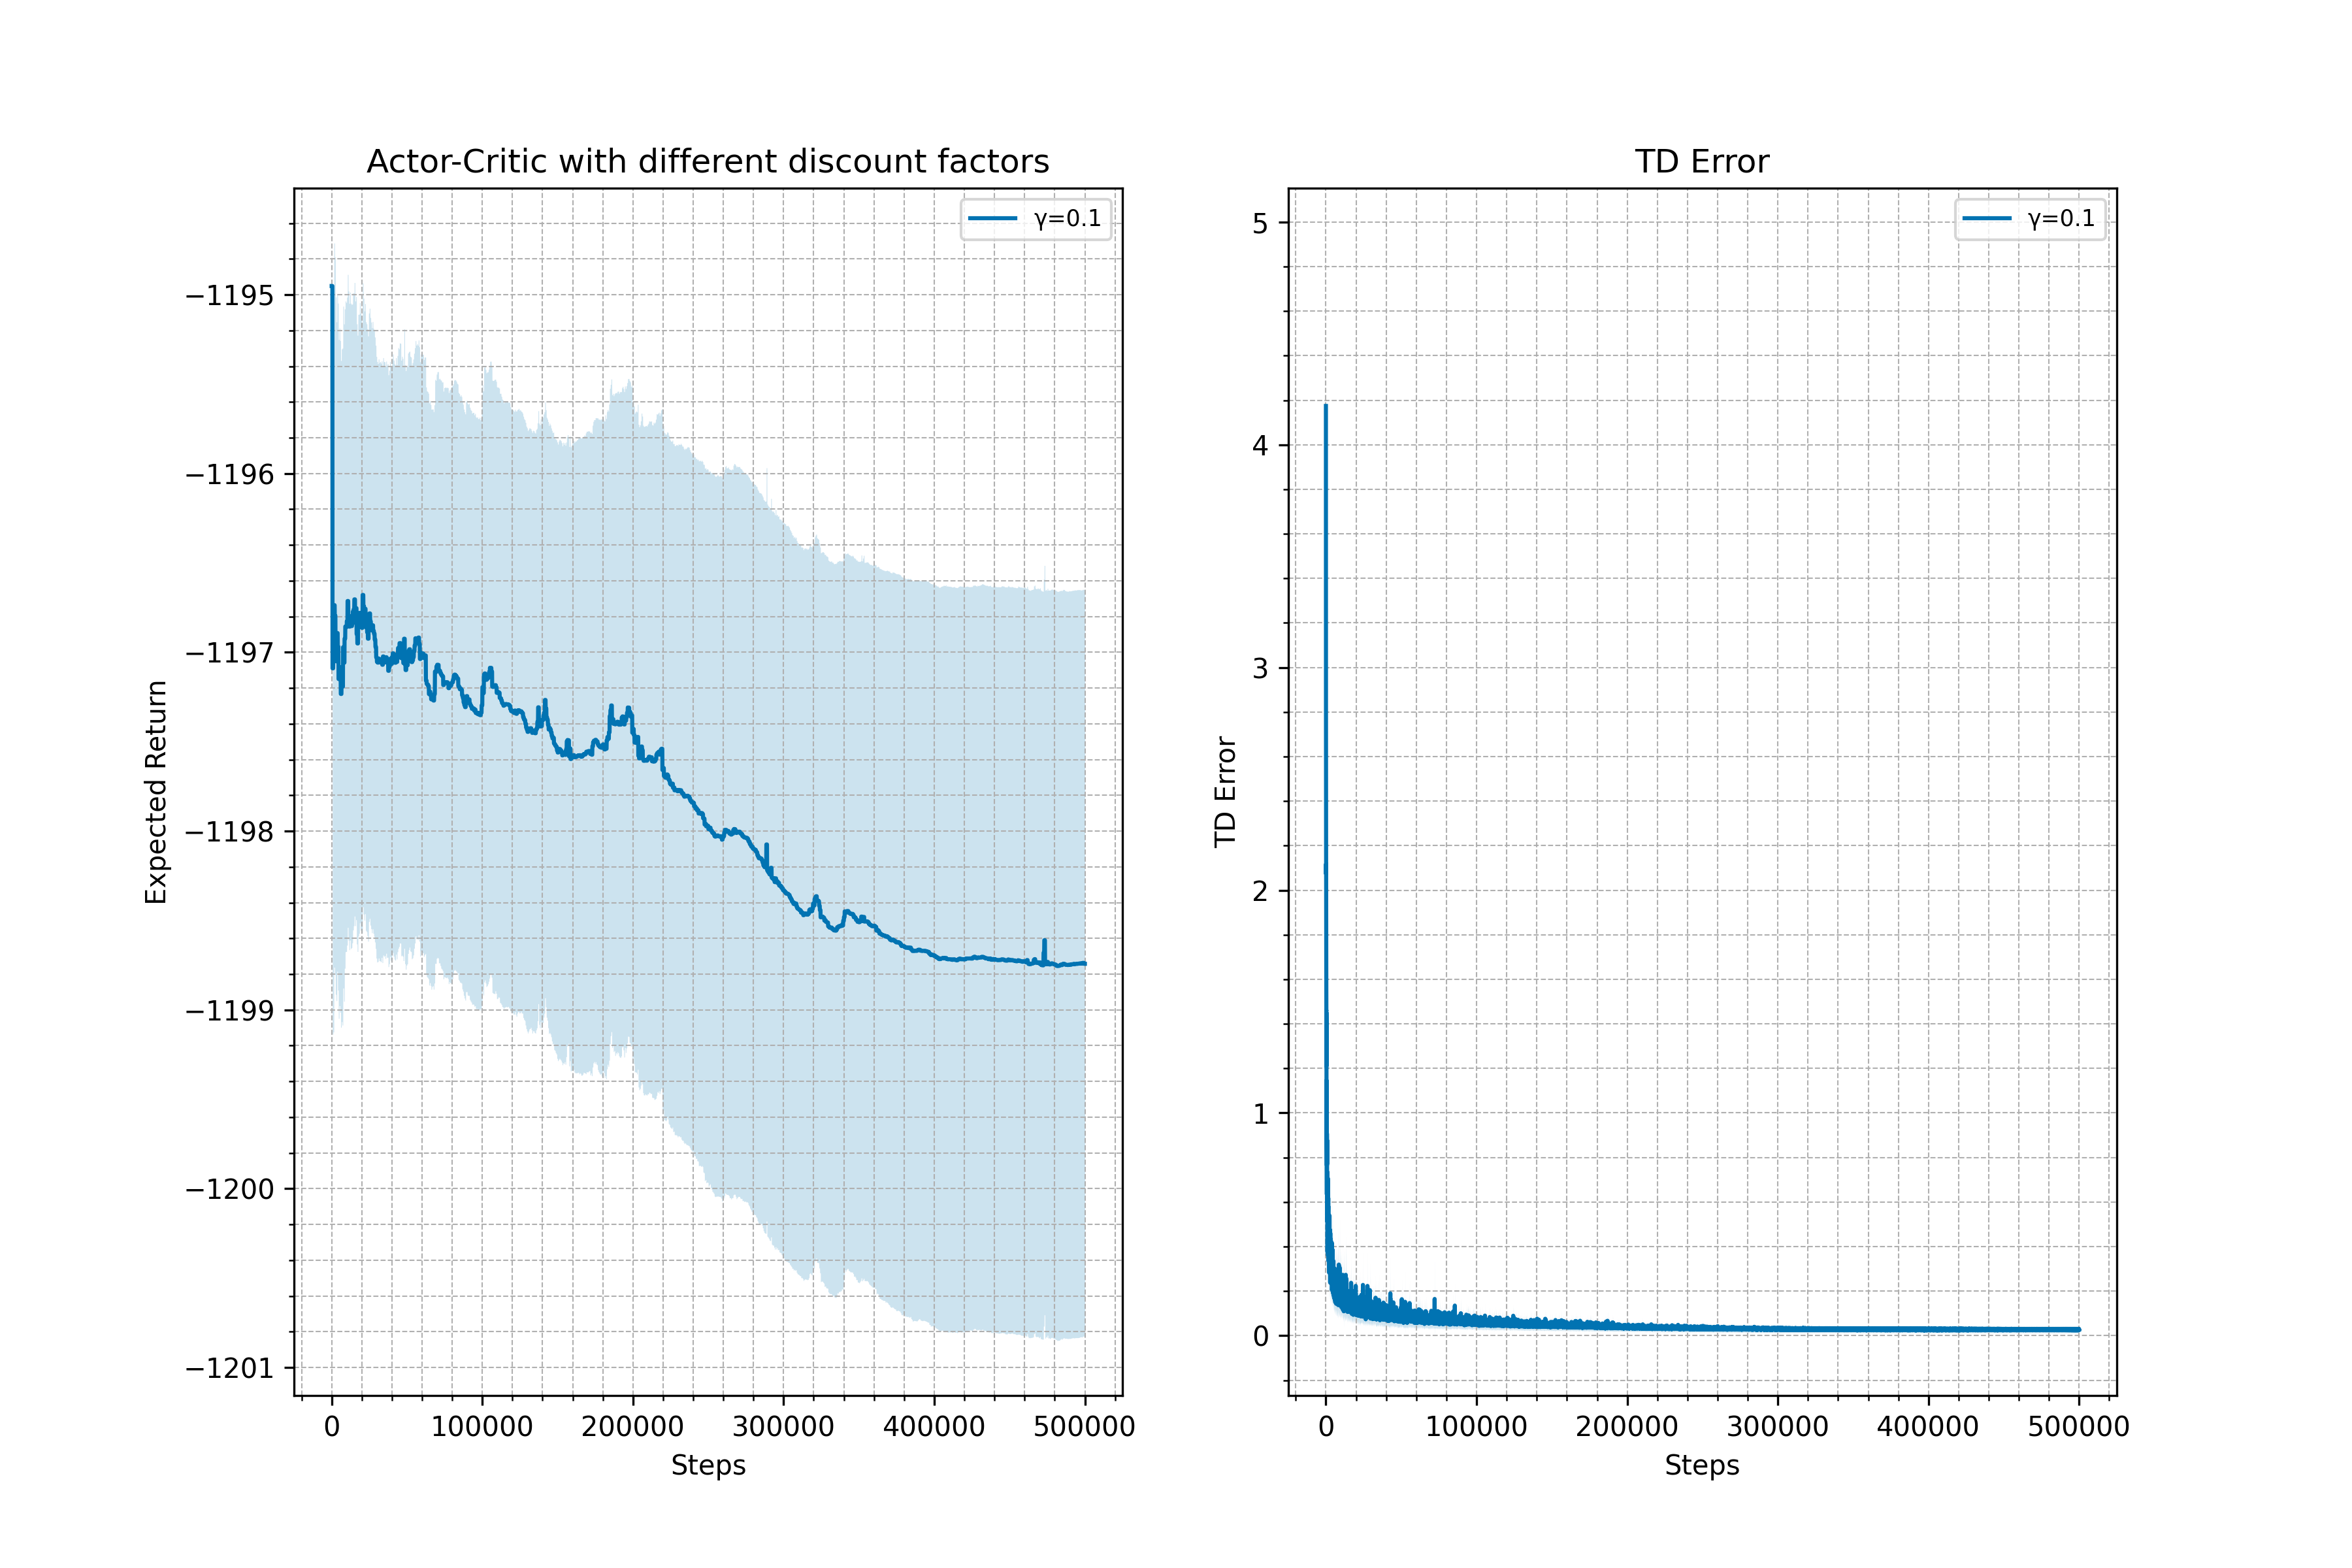 Actor-Critic with different discount factors
γ=0.1
−1195
−1196
−1197
−1198
−1199
−1200
−1201
Expected Return
0 100000 200000 300000 400000 500000
Steps
TD Error
γ=0.1
5
4
3
2
1
0
TD Error
0 100000 200000 300000 400000 500000
Steps